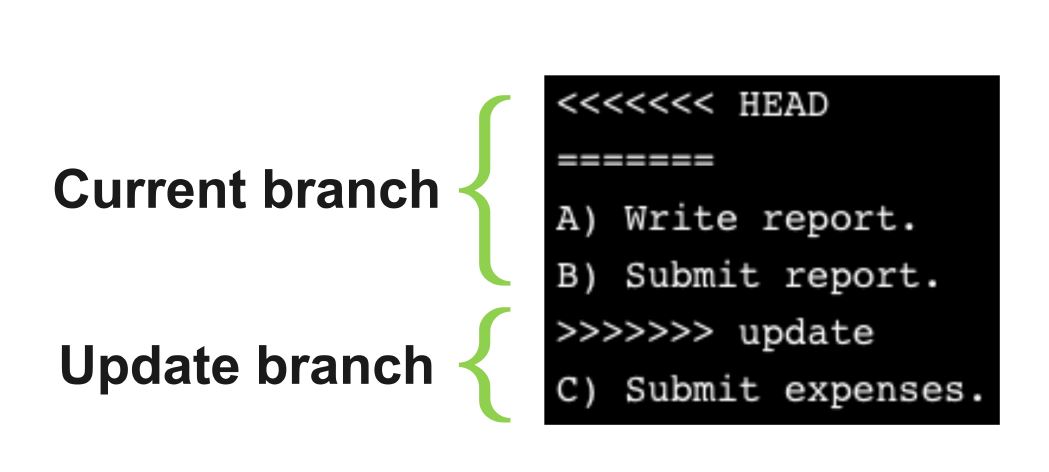 Current branch
<<<<<<< HEAD
=======
A) Write report.
B) Submit report.
Update branch
>>>>>>> update
C) Submit expenses.